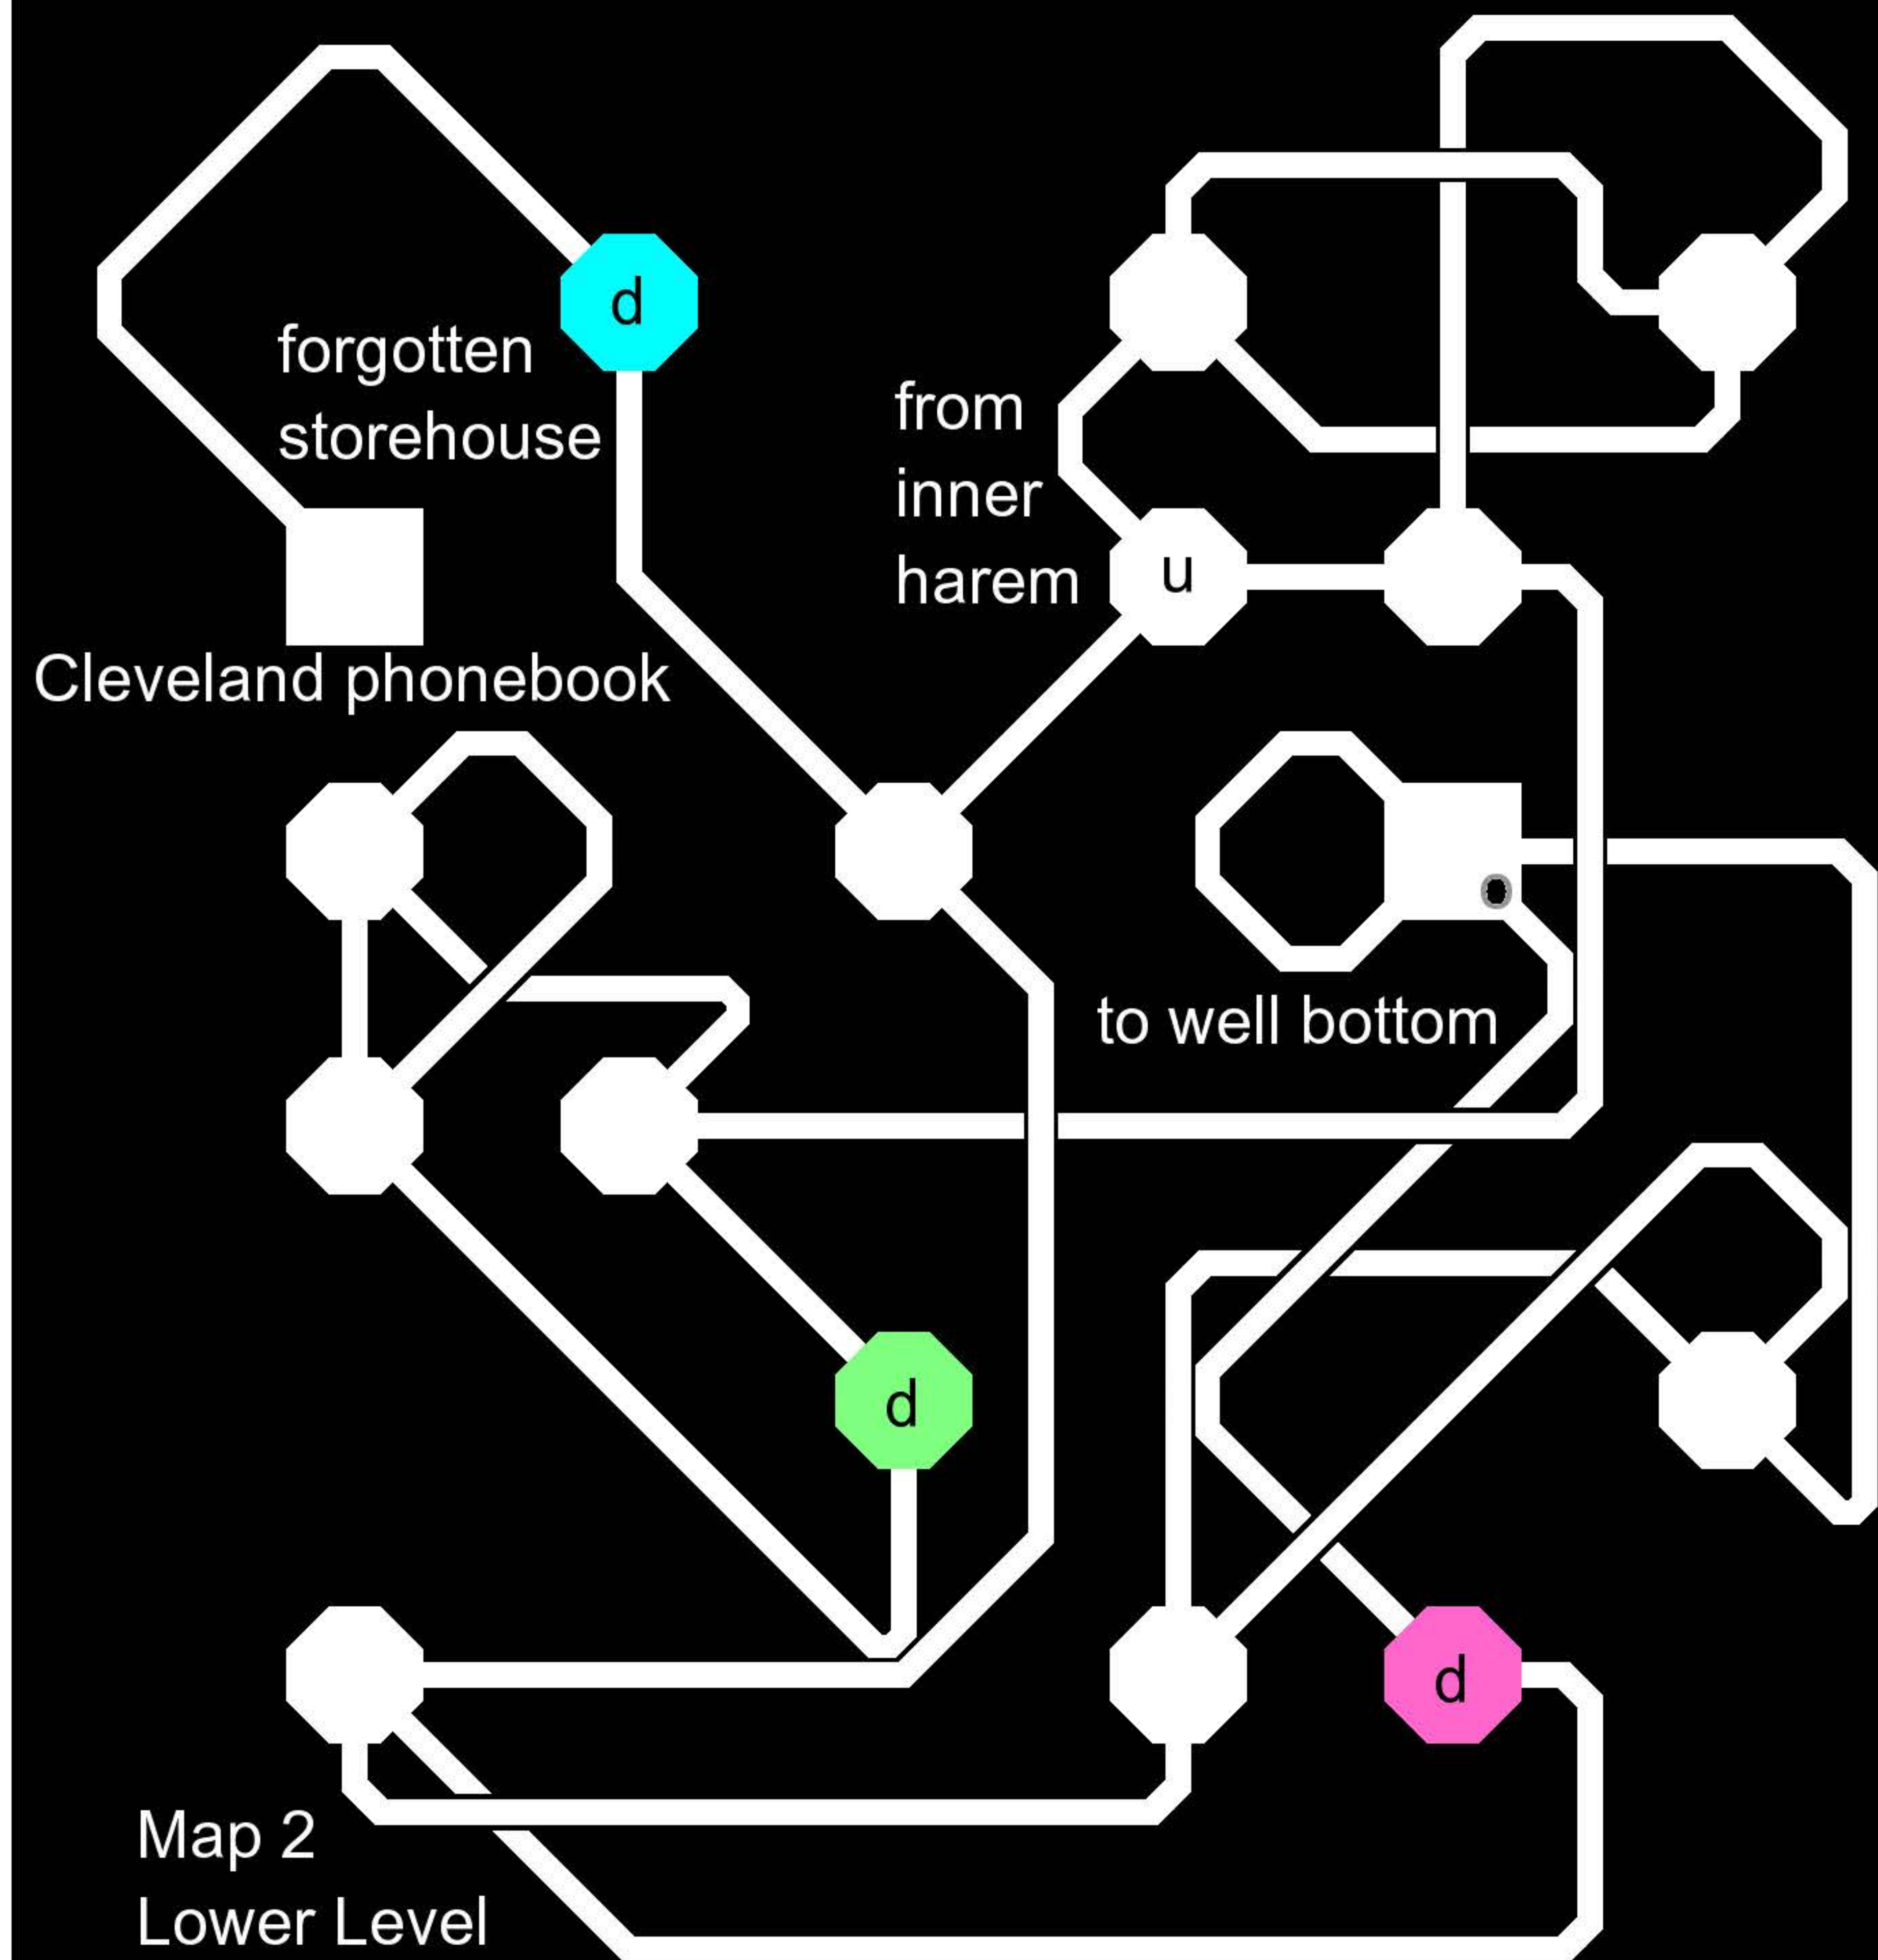 d
forgotten
storehouse
from
inner
harem
u
Cleveland phonebook
o
to well bottom
d
d
Map 2
Lower Level